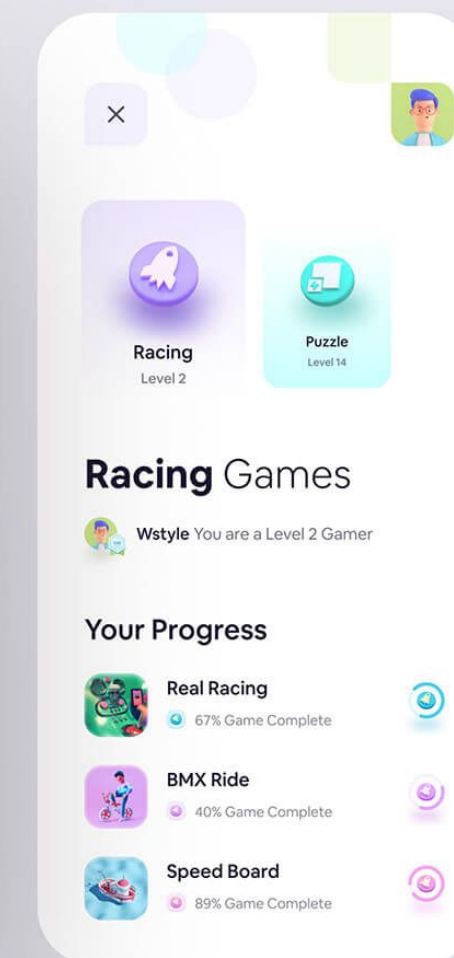 Racing
Level 2
Puzzle
Level 14
Racing Games
Wstyle You are a Level 2 Gamer
Your Progress
Real Racing
67% Game Complete
BMX Ride
40% Game Complete
Speed Board
89% Game Complete